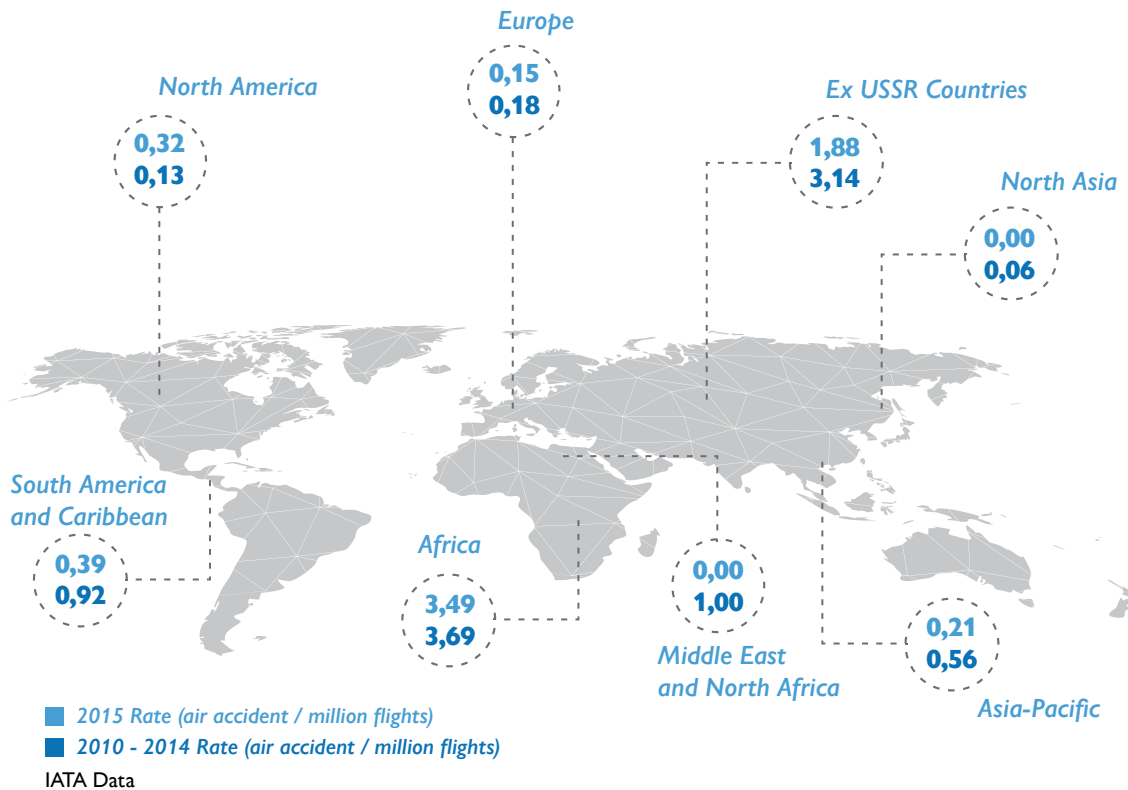 Europe
0,15
0,18
North America
0,32
0,13
Ex USSR Countries
1,88
3,14
North Asia
0,00
0,06
South America
and Caribbean
0,39
0,92
Africa
3,49
3,69
0,00
1,00
Middle East
and North Africa
0,21
0,56
Asia-Pacific
2015 Rate (air accident / million flights)
2010 - 2014 Rate (air accident / million flights)
IATA Data